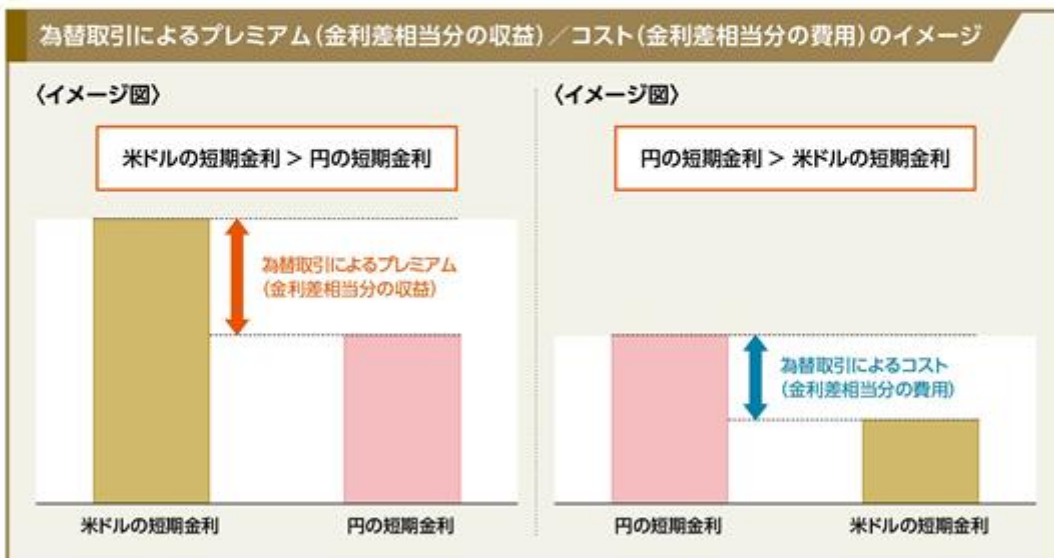 為替取引によるプレミアム(金利差相当分の収益)/コスト(金利差相当分の費用)のイメージ
〈イメージ図〉
米ドルの短期金利 > 円の短期金利
為替取引によるプレミアム
(金利差相当分の収益)
米ドルの短期金利
円の短期金利
〈イメージ図〉
円の短期金利 > 米ドルの短期金利
為替取引によるコスト
(金利差相当分の費用)
円の短期金利
米ドルの短期金利